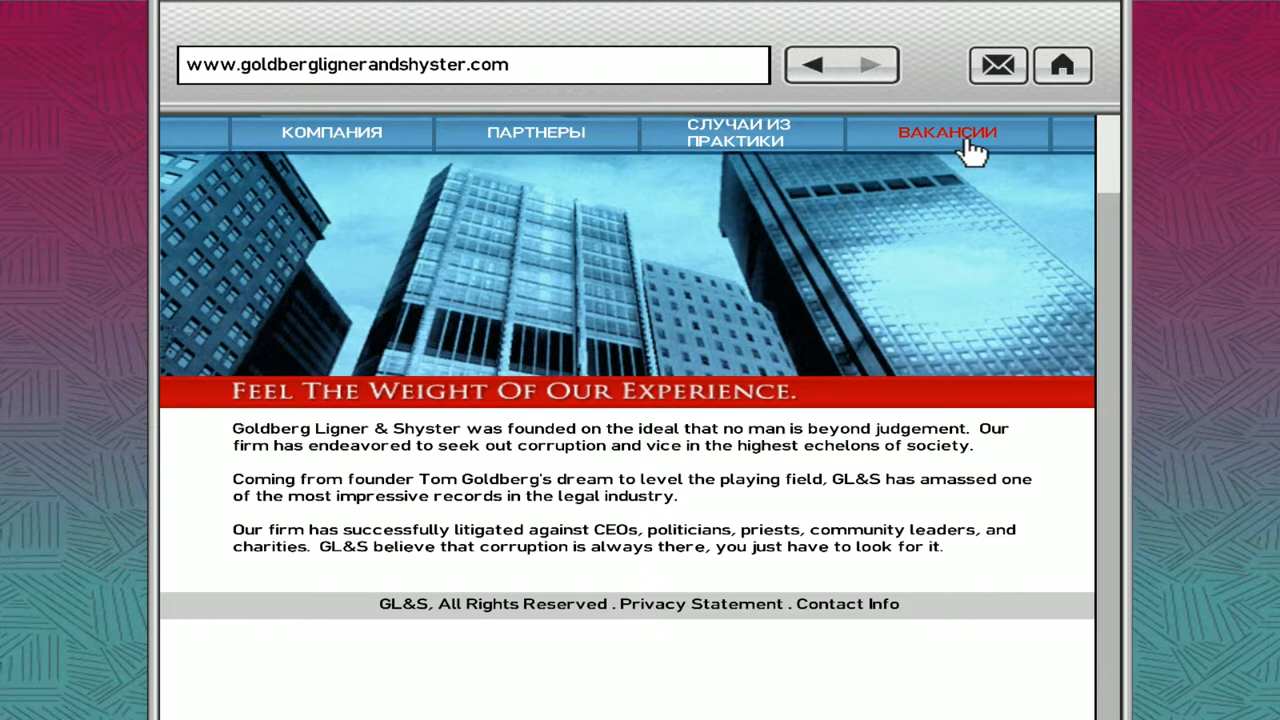 www.goldberglignerandshyster.com
КОМПАНИЯ
ПАРТНЕРЫ
СЛУЧАИ ИЗ
ПРАКТИКИ
ВАКАНСИИ
FEEL THE WEIGHT OF OUR EXPERIENCE.
Goldberg Ligner & Shyster was founded on the ideal that no man is beyond judgement. Our
firm has endeavored to seek out corruption and vice in the highest echelons of society.
Coming from founder Tom Goldberg's dream to level the playing field, GL&S has amassed one
of the most impressive records in the legal industry.
Our firm has successfully litigated against CEOs, politicians, priests, community leaders, and
charities. GL&S believe that corruption is always there, you just have to look for it.
GL&S, All Rights Reserved . Privacy Statement . Contact Info